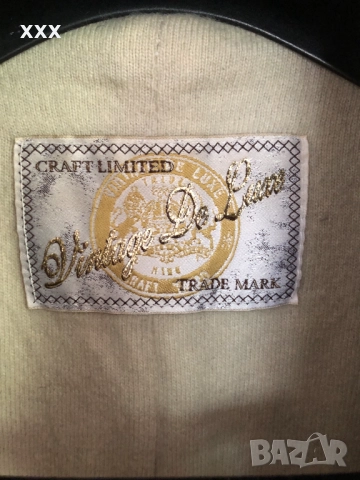 xxx
CRAFT LIMITED
Vintage De Luxe
TRADE MARK
BAZAR